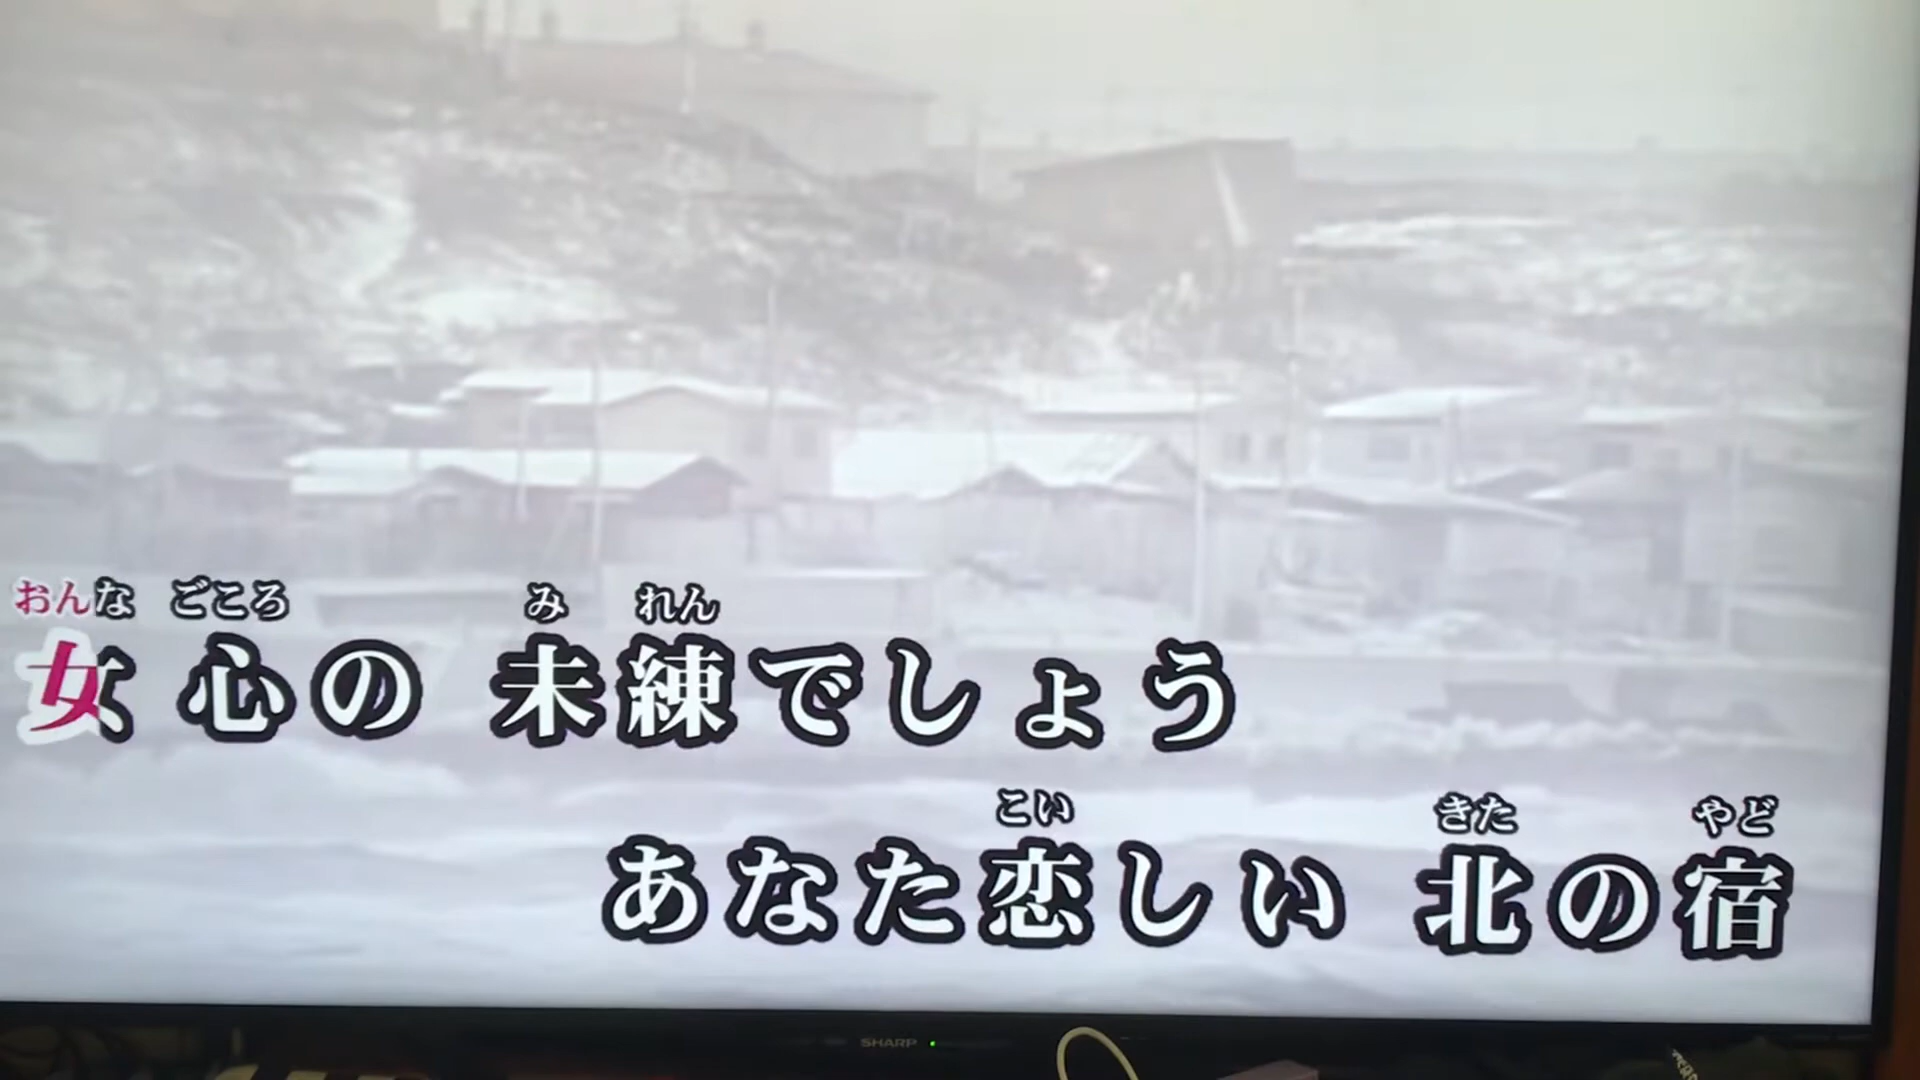 おんな ごころ み れん
女心の 未練でしょう
こい きた やど
あなた恋しい 北の宿
SHARP